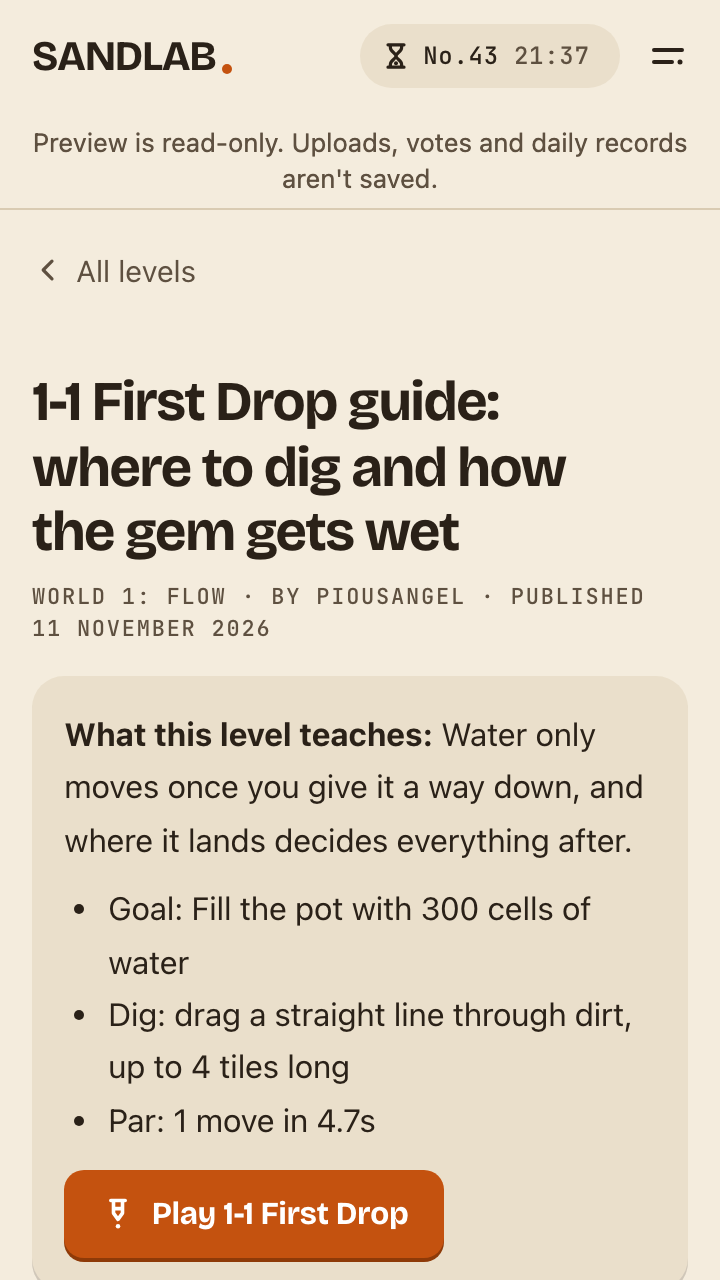 SANDLAB.
No.43 21:37
Preview is read-only. Uploads, votes and daily records
aren't saved.
All levels
1-1 First Drop guide:
where to dig and how
the gem gets wet
WORLD 1: FLOW · BY PIOUSANGEL · PUBLISHED
11 NOVEMBER 2026
What this level teaches: Water only
moves once you give it a way down, and
where it lands decides everything after.
• Goal: Fill the pot with 300 cells of
water
• Dig: drag a straight line through dirt,
up to 4 tiles long
• Par: 1 move in 4.7s
Play 1-1 First Drop